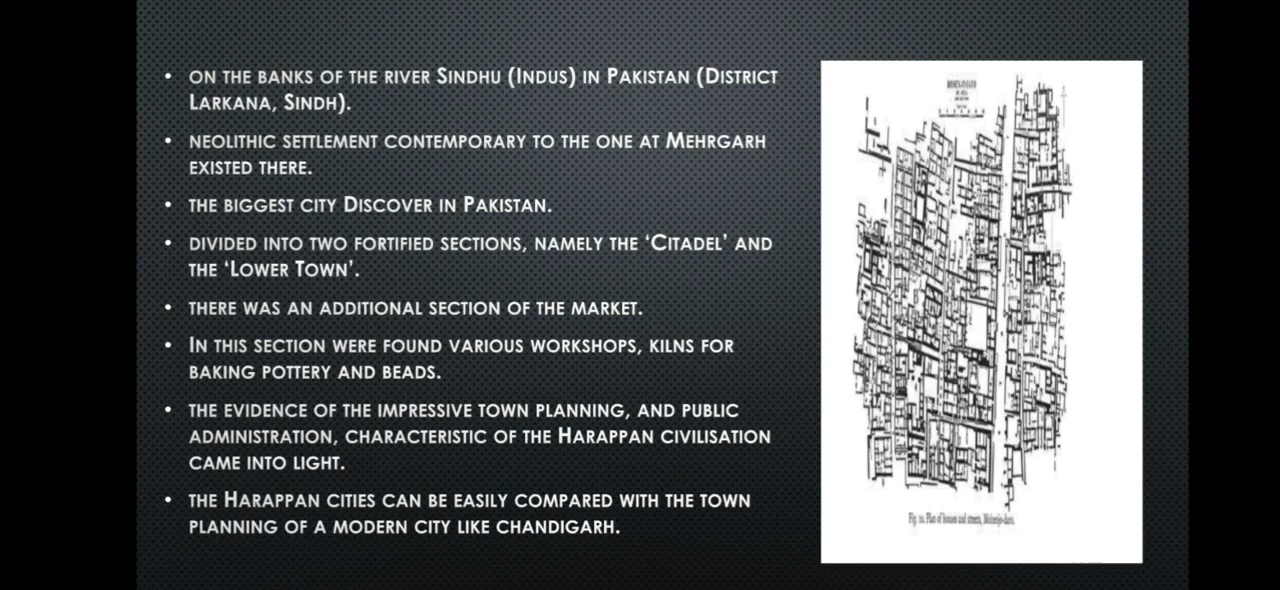 • ON THE BANKS OF THE RIVER SINDHU (INDUS) IN PAKISTAN (DISTRICT
LARKANA, SINDH).
• NEOLITHIC SETTLEMENT CONTEMPORARY TO THE ONE AT MEHRGARH
EXISTED THERE.
• THE BIGGEST CITY DISCOVER IN PAKISTAN.
• DIVIDED INTO TWO FORTIFIED SECTIONS, NAMELY THE ‘CITADEL’ AND
THE ‘LOWER TOWN’.
• THERE WAS AN ADDITIONAL SECTION OF THE MARKET.
• IN THIS SECTION WERE FOUND VARIOUS WORKSHOPS, KILNS FOR
BAKING POTTERY AND BEADS.
• THE EVIDENCE OF THE IMPRESSIVE TOWN PLANNING, AND PUBLIC
ADMINISTRATION, CHARACTERISTIC OF THE HARAPPAN CIVILISATION
CAME INTO LIGHT.
• THE HARAPPAN CITIES CAN BE EASILY COMPARED WITH THE TOWN
PLANNING OF A MODERN CITY LIKE CHANDIGARH.
Plan of houses and streets,